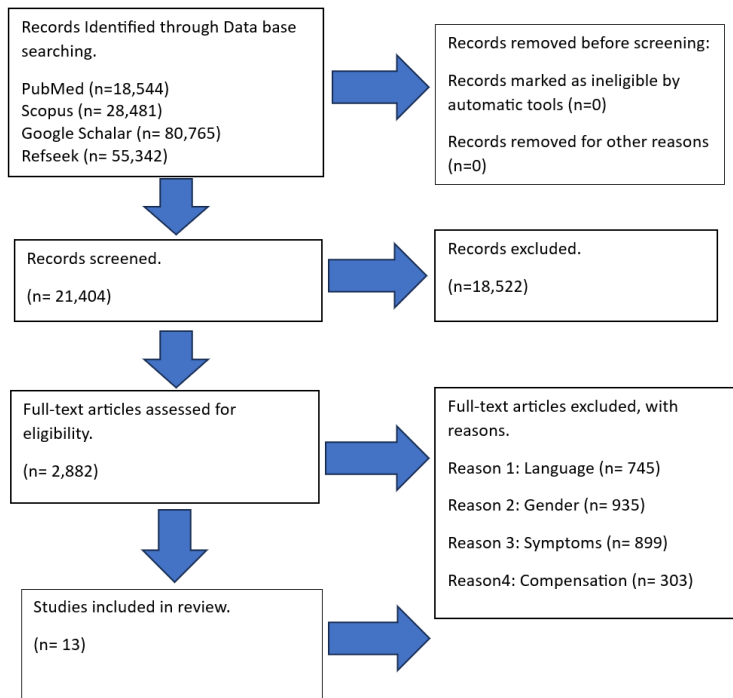 Records Identified through Data base
searching.
PubMed (n=18,544)
Scopus (n= 28,481)
Google Schalar (n= 80,765)
Refseek (n= 55,342)
Records removed before screening:
Records marked as ineligible by
automatic tools (n=0)
Records removed for other reasons
(n=0)
Records screened.
(n= 21,404)
Records excluded.
(n=18,522)
Full-text articles assessed for
eligibility.
(n= 2,882)
Full-text articles excluded, with
reasons.
Reason 1: Language (n= 745)
Reason 2: Gender (n= 935)
Reason 3: Symptoms (n= 899)
Reason4: Compensation (n= 303)
Studies included in review.
(n= 13)